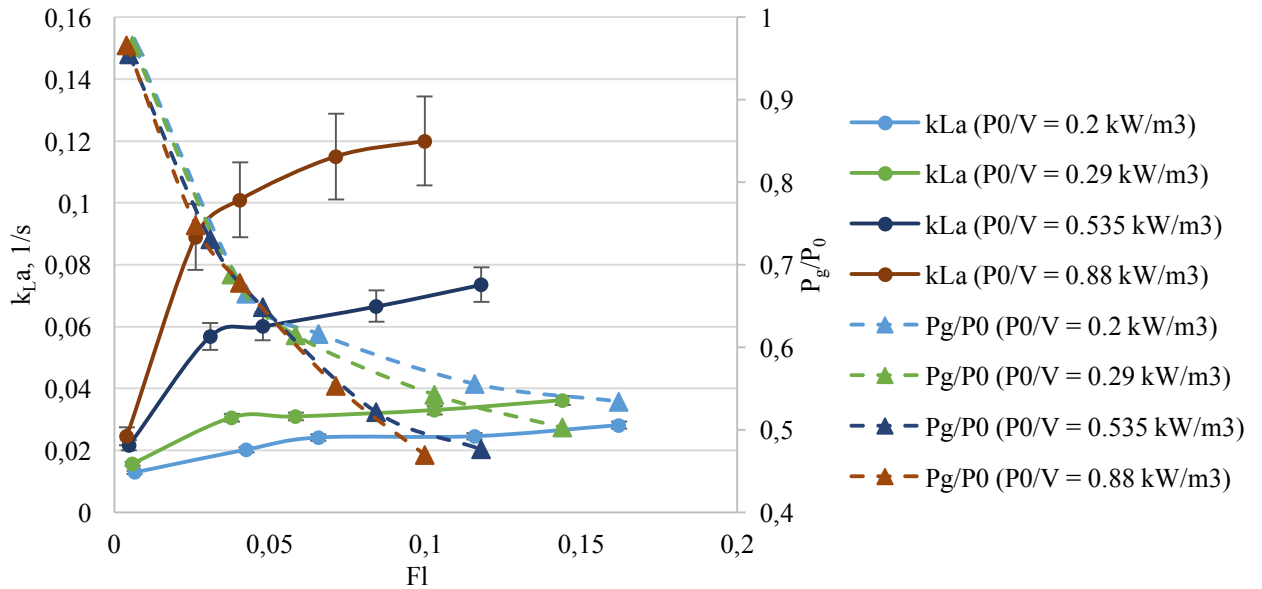 0,16
0,14
0,12
0,1
0,08
0,06
0,04
0,02
0
kLa, 1/s
0
0,05
0,1
0,15
0,2
Fl
1
0,9
0,8
0,7
0,6
0,5
0,4
Pg/P0
kLa (P0/V = 0.2 kW/m3)
kLa (P0/V = 0.29 kW/m3)
kLa (P0/V = 0.535 kW/m3)
kLa (P0/V = 0.88 kW/m3)
Pg/P0 (P0/V = 0.2 kW/m3)
Pg/P0 (P0/V = 0.29 kW/m3)
Pg/P0 (P0/V = 0.535 kW/m3)
Pg/P0 (P0/V = 0.88 kW/m3)